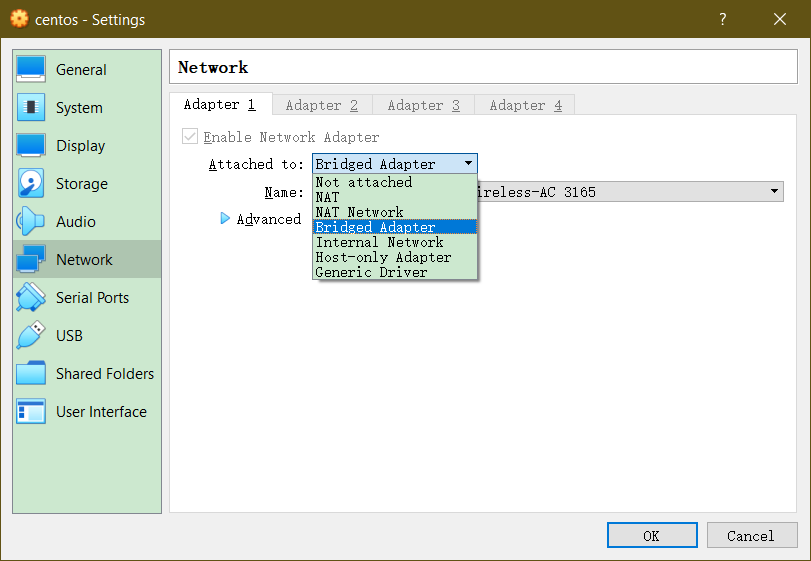 centos - Settings
General
System
Display
Storage
Audio
Network
Serial Ports
USB
Shared Folders
User Interface
Network
Adapter 1 Adapter 2 Adapter 3 Adapter 4
Enable Network Adapter
Attached to: Bridged Adapter
Not attached
NAT
NAT Network
Bridged Adapter
Internal Network
Host-only Adapter
Generic Driver
Name: ireless-AC 3165
Advanced
OK Cancel